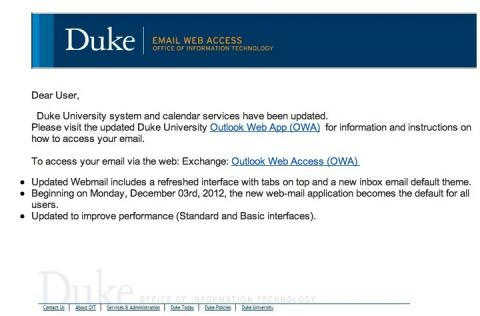 Duke EMAIL WEB ACCESS
OFFICE OF INFORMATION TECHNOLOGY
Dear User,
Duke University system and calendar services have been updated.
Please visit the updated Duke University Outlook Web App (OWA) for information and instructions on
how to access your email.
To access your email via the web: Exchange: Outlook Web Access (OWA)
• Updated Webmail includes a refreshed interface with tabs on top and a new inbox email default theme.
• Beginning on Monday, December 03rd, 2012, the new web-mail application becomes the default for all
users.
• Updated to improve performance (Standard and Basic interfaces).
Duke OFFICE OF INFORMATION TECHNOLOGY
Contact Us | About OIT | Services & Administration | Duke Today | Duke Policies | Duke University